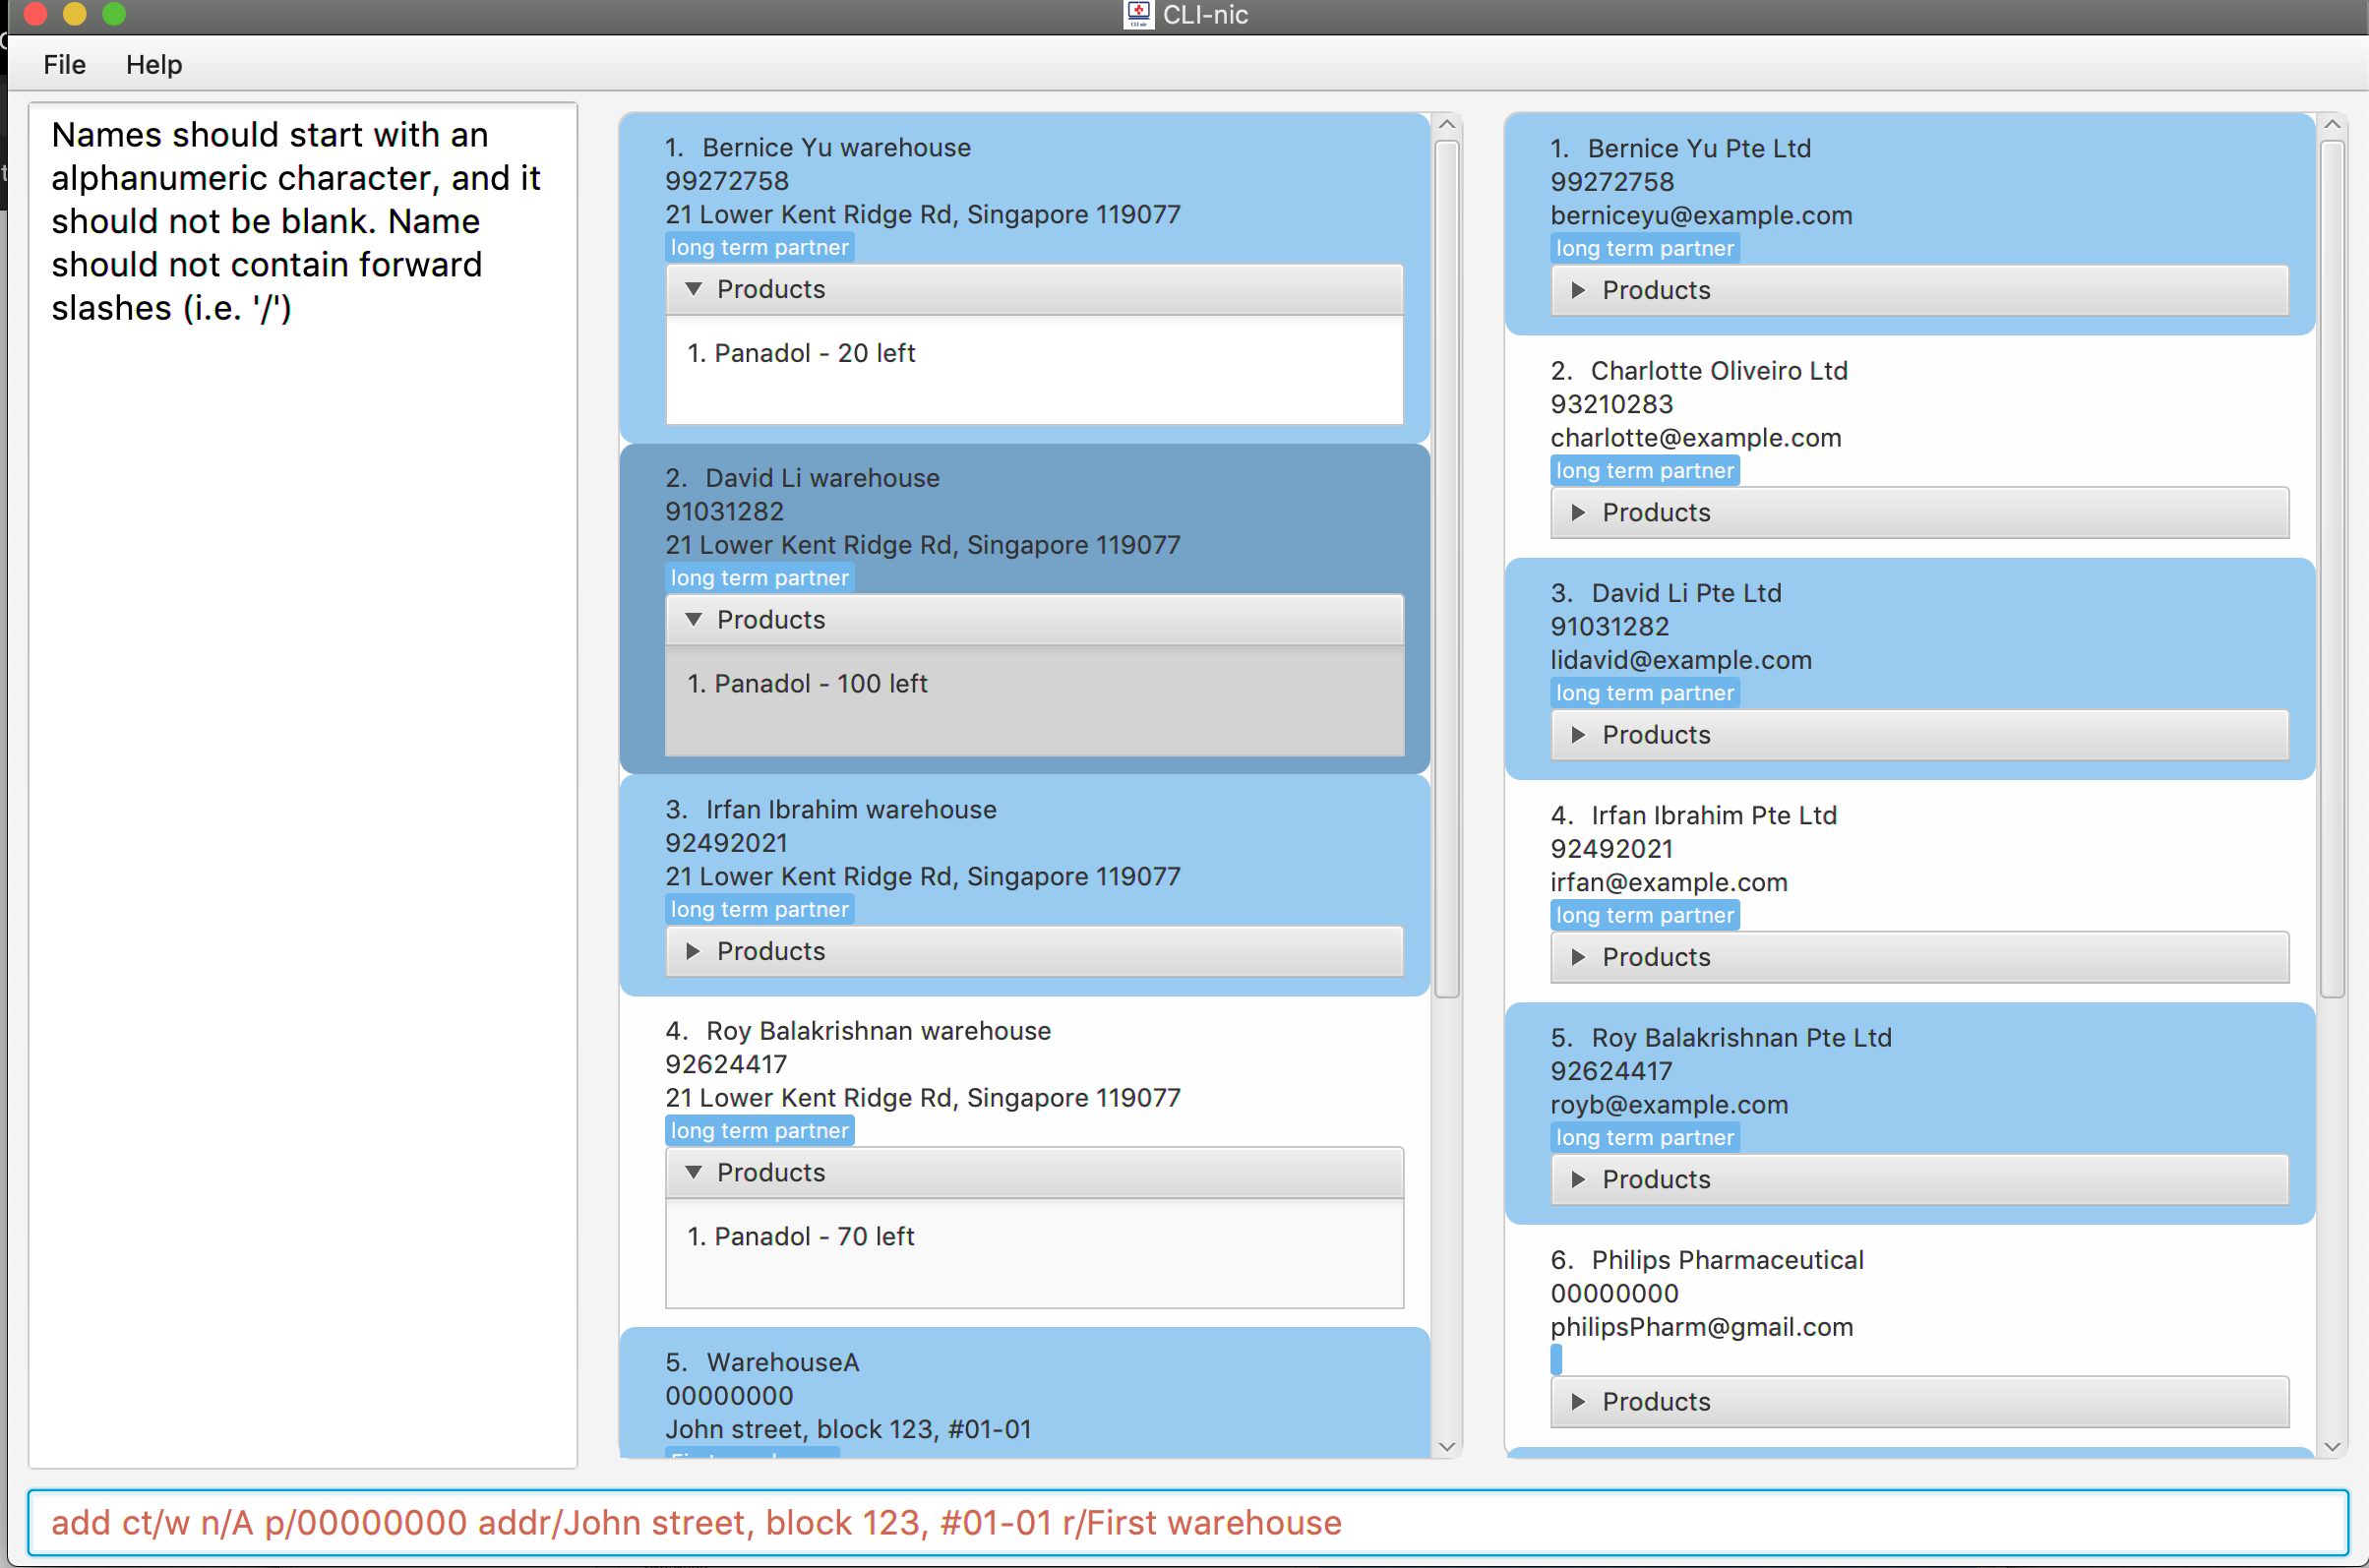 CLI-nic
File Help
Names should start with an
alphanumeric character, and it
should not be blank. Name
should not contain forward
slashes (i.e. '/')
1. Bernice Yu warehouse
99272758
21 Lower Kent Ridge Rd, Singapore 119077
long term partner
Products
1. Panadol - 20 left
2. David Li warehouse
91031282
21 Lower Kent Ridge Rd, Singapore 119077
long term partner
Products
1. Panadol - 100 left
3. Irfan Ibrahim warehouse
92492021
21 Lower Kent Ridge Rd, Singapore 119077
long term partner
Products
4. Roy Balakrishnan warehouse
92624417
21 Lower Kent Ridge Rd, Singapore 119077
long term partner
Products
1. Panadol - 70 left
5. WarehouseA
00000000
John street, block 123, #01-01
1. Bernice Yu Pte Ltd
99272758
berniceyu@example.com
long term partner
Products
2. Charlotte Oliveiro Ltd
93210283
charlotte@example.com
long term partner
Products
3. David Li Pte Ltd
91031282
lidavid@example.com
long term partner
Products
4. Irfan Ibrahim Pte Ltd
92492021
irfan@example.com
long term partner
Products
5. Roy Balakrishnan Pte Ltd
92624417
royb@example.com
long term partner
Products
6. Philips Pharmaceutical
00000000
philipsPharm@gmail.com
Products
add ct/w n/A p/00000000 addr/John street, block 123, #01-01 r/First warehouse